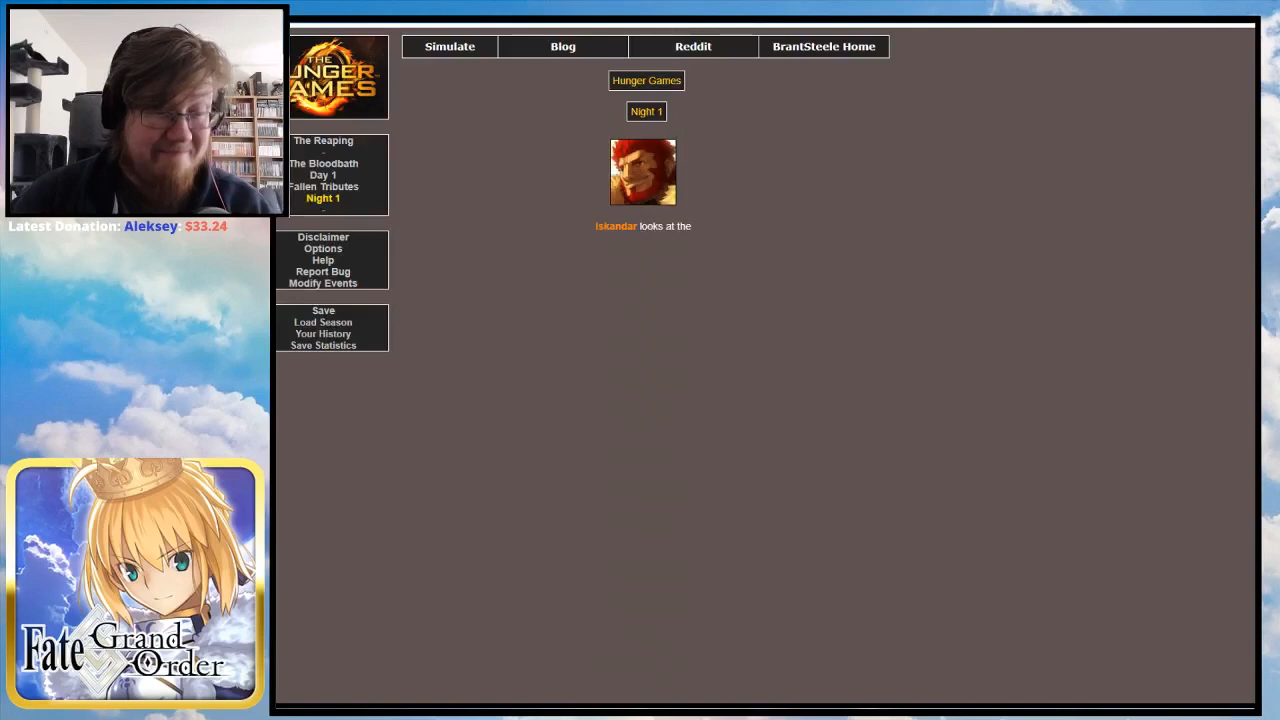 THE
HUNGER
GAMES
Simulate
Blog
Reddit
BrantSteele Home
Hunger Games
Night 1
The Reaping
-
The Bloodbath
Day 1
Fallen Tributes
Night 1
-
Iskandar looks at the
Latest Donation: Aleksey: $33.24
Disclaimer
Options
Help
Report Bug
Modify Events
Save
Load Season
Your History
Save Statistics
Fate
Grand
Order